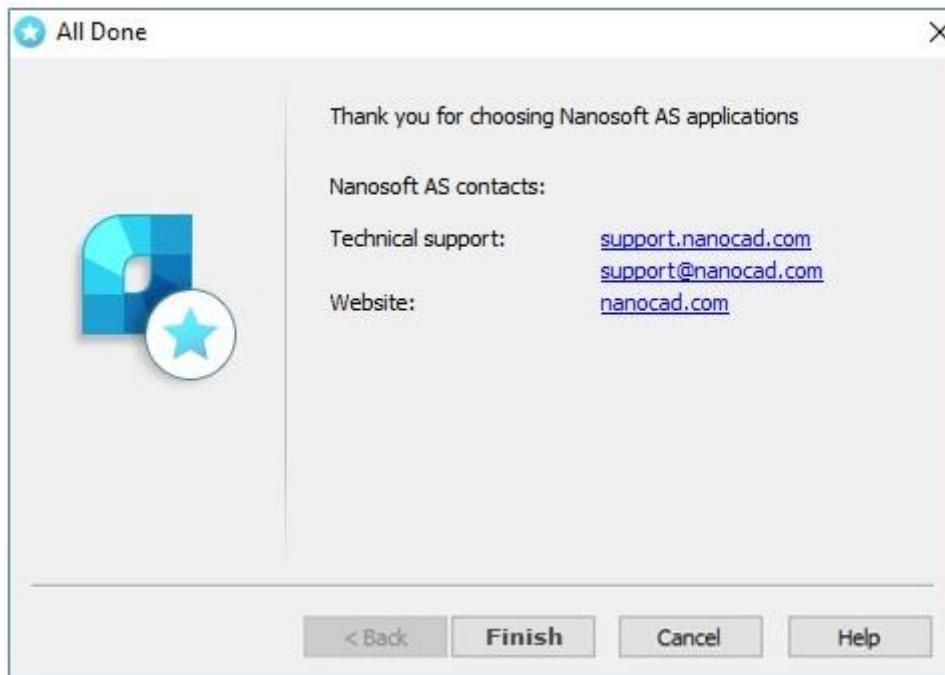 All Done
Thank you for choosing Nanosoft AS applications
Nanosoft AS contacts:
Technical support: support.nanocad.com
support@nanocad.com
Website: nanocad.com
< Back Finish Cancel Help